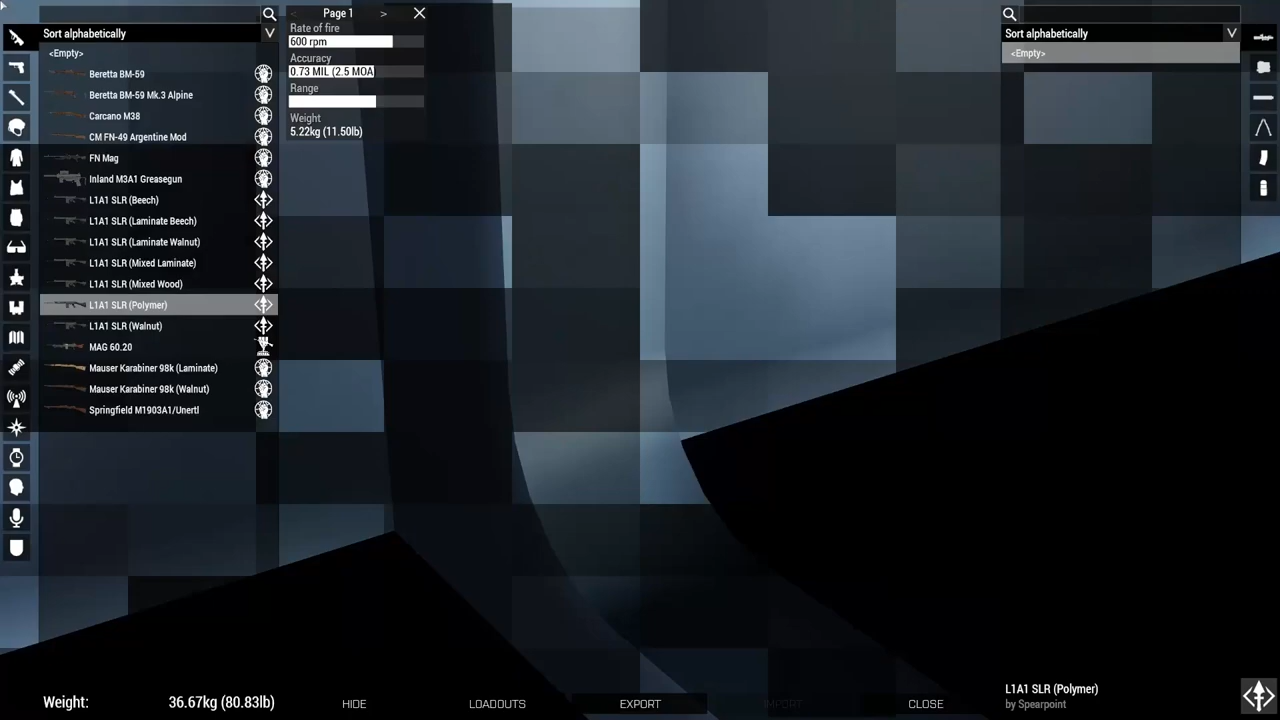 Sort alphabetically
<Empty>
Beretta BM-59
Beretta BM-59 Mk.3 Alpine
Carcano M38
CM FN-49 Argentine Mod
FN Mag
Inland M3A1 Greasegun
L1A1 SLR (Beech)
L1A1 SLR (Laminate Beech)
L1A1 SLR (Laminate Walnut)
L1A1 SLR (Mixed Laminate)
L1A1 SLR (Mixed Wood)
L1A1 SLR (Polymer)
L1A1 SLR (Walnut)
MAG 60.20
Mauser Karabiner 98k (Laminate)
Mauser Karabiner 98k (Walnut)
Springfield M1903A1/Unertl
< Page 1 >
Rate of fire
600 rpm
Accuracy
0.73 MIL (2.5 MOA
Range
Weight
5.22kg (11.50lb)
Sort alphabetically
<Empty>
Weight: 36.67kg (80.83lb)
HIDE
LOADOUTS
EXPORT
IMPORT
CLOSE
L1A1 SLR (Polymer)
by Spearpoint